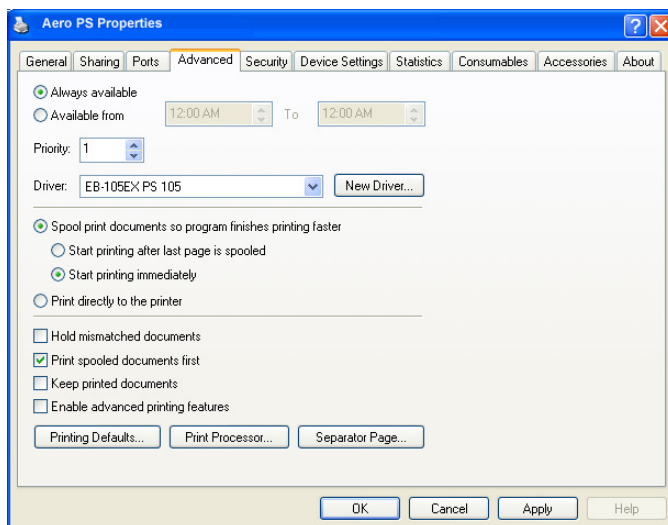 Aero PS Properties
General Sharing Ports Advanced Security Device Settings Statistics Consumables Accessories About
Always available
Available from 12:00 AM To 12:00 AM
Priority: 1
Driver: EB-105EX PS 105 New Driver...
Spool print documents so program finishes printing faster
Start printing after last page is spooled
Start printing immediately
Print directly to the printer
Hold mismatched documents
Print spooled documents first
Keep printed documents
Enable advanced printing features
Printing Defaults... Print Processor... Separator Page...
OK Cancel Apply Help